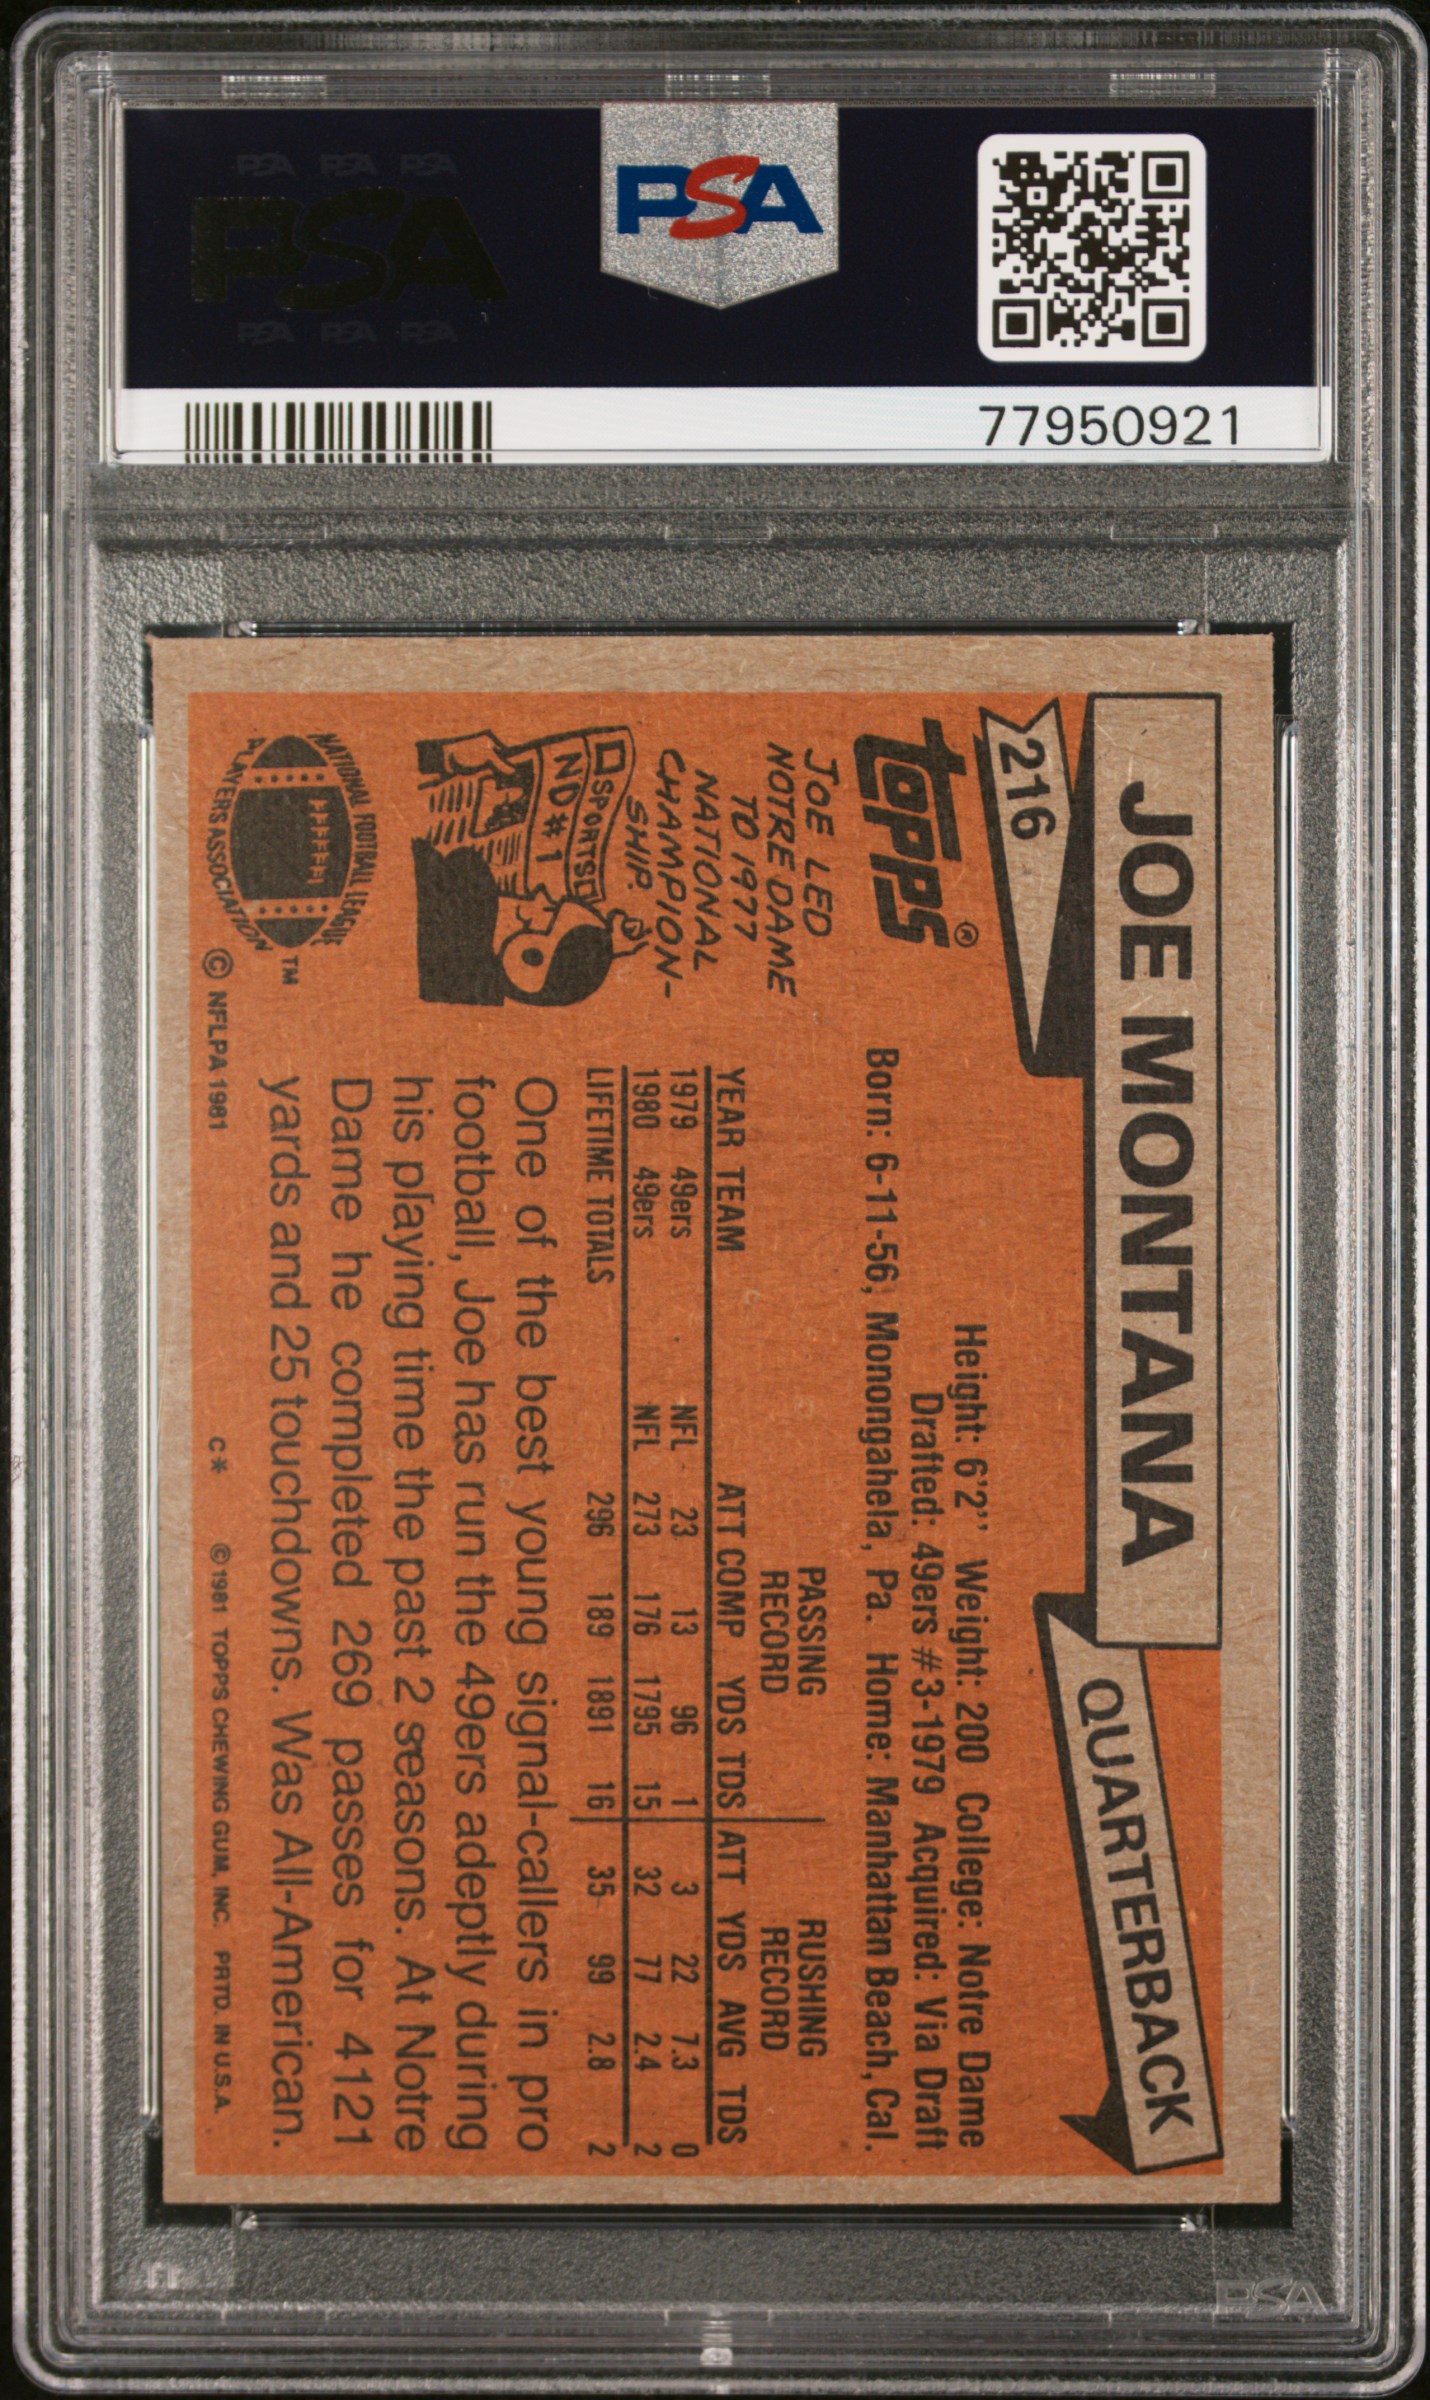 PSA PSA PSA
PSA
PSA PSA PSA
PSA
77950921
JOE MONTANA
QUARTERBACK
216
topps®
Height: 6'2" Weight: 200 College: Notre Dame
Drafted: 49ers #3-1979 Acquired: Via Draft
Born: 6-11-56, Monongahela, Pa. Home: Manhattan Beach, Cal.
JOE LED
NOTRE DAME
TO 1977
NATIONAL
CHAMPION-
SHIP.
SPORTS
ND #1
PASSING RECORD
RUSHING RECORD
YEAR TEAM ATT COMP YDS TDS ATT YDS AVG TDS
1979 49ers NFL 23 13 96 1 3 22 7.3 0
1980 49ers NFL 273 176 1795 15 32 77 2.4 2
LIFETIME TOTALS 296 189 1891 16 35 99 2.8 2
One of the best young signal-callers in pro
football, Joe has run the 49ers adeptly during
his playing time the past 2 seasons. At Notre
Dame he completed 269 passes for 4121
yards and 25 touchdowns. Was All-American.
NATIONAL FOOTBALL LEAGUE
PLAYERS ASSOCIATION ™
© NFLPA 1981
C* © 1981 TOPPS CHEWING GUM, INC. PRTD. IN U.S.A.
PSA